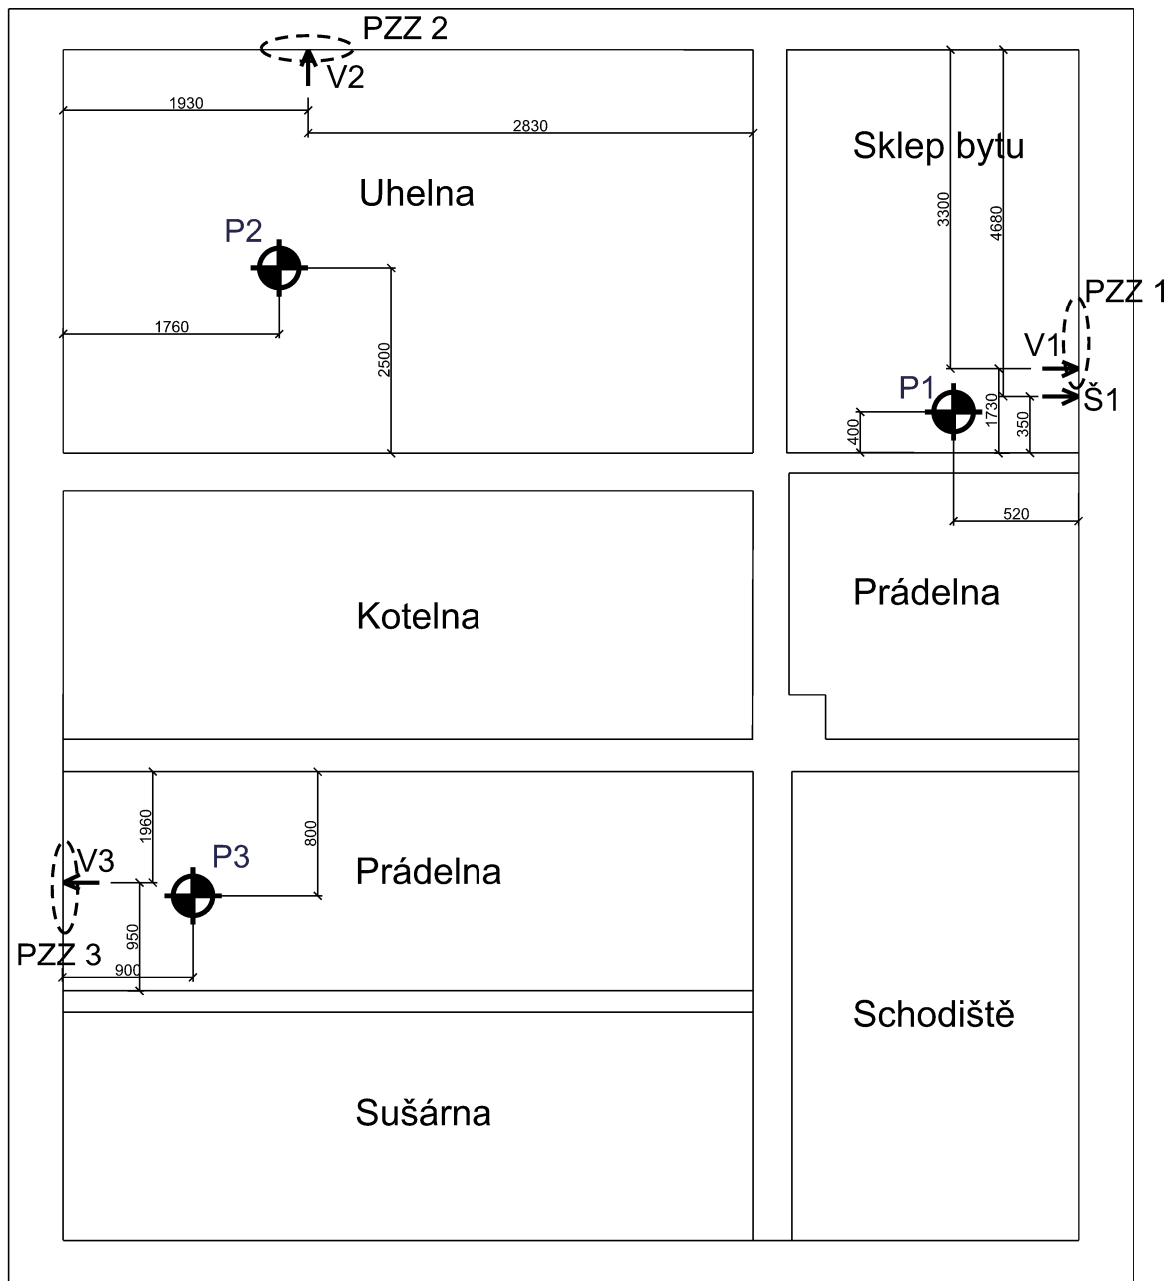 PZZ 2
V2
1930
2830
Sklep bytu
Uhelna
3300
4680
P2
PZZ 1
1760
2500
V1
P1
Š1
400
1730
350
520
Prádelna
Kotelna
1960
800
V3
P3
Prádelna
950
PZZ 3
900
Schodiště
Sušárna